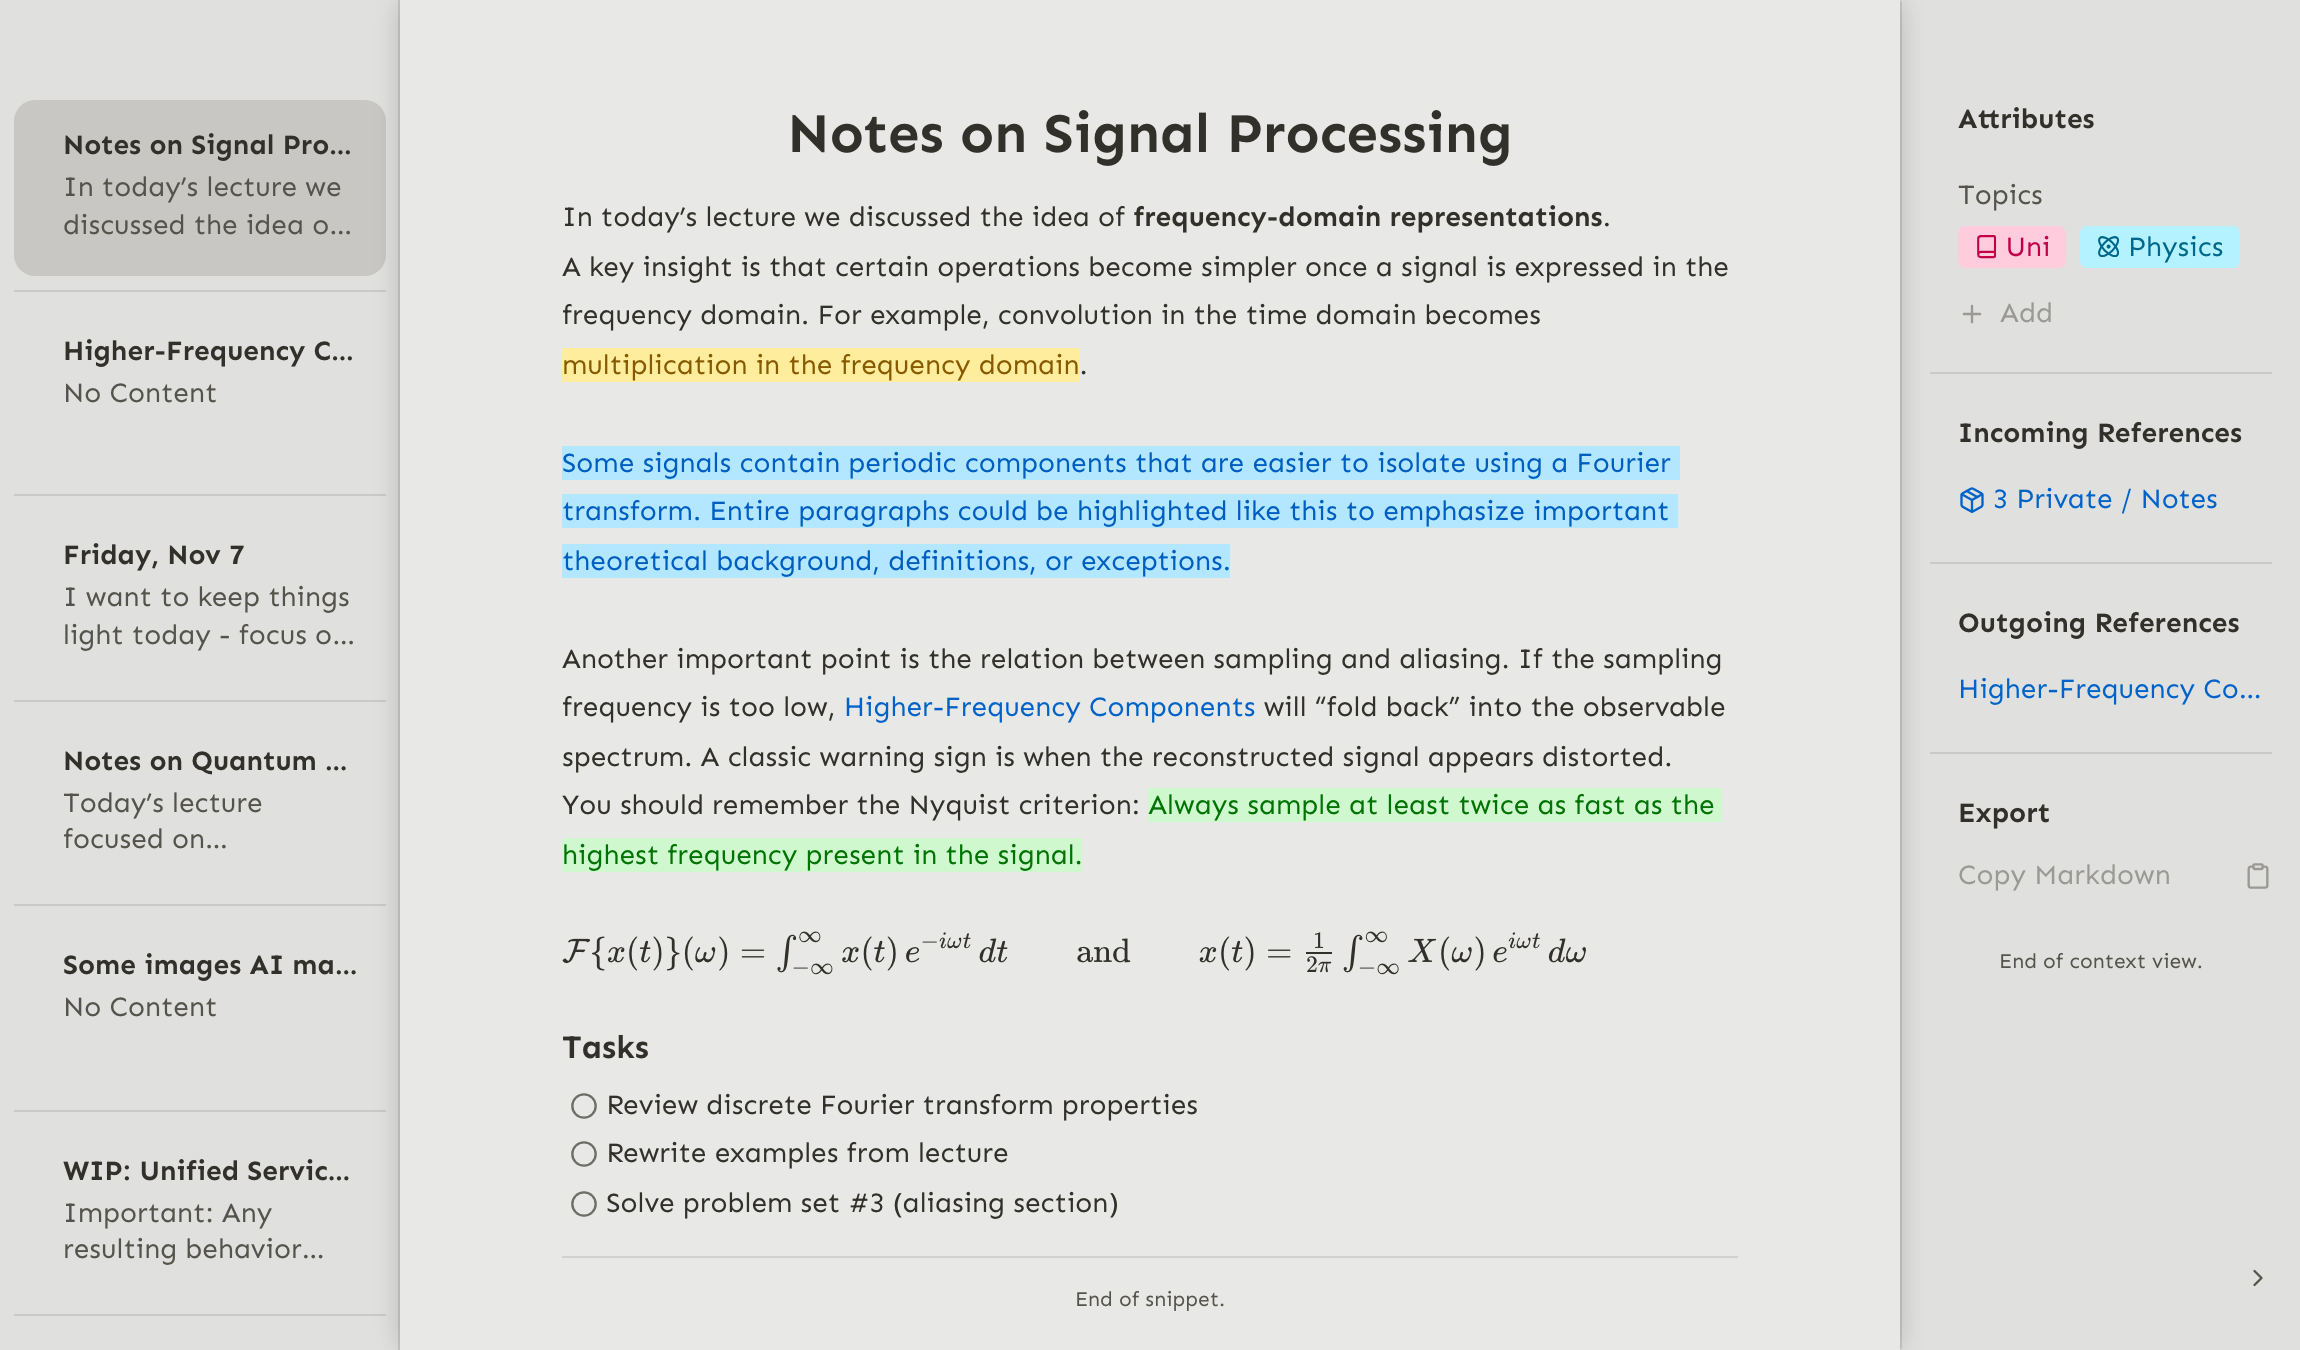 Notes on Signal Pro...
In today’s lecture we
discussed the idea o...
Higher-Frequency C...
No Content
Friday, Nov 7
I want to keep things
light today - focus o...
Notes on Quantum ...
Today’s lecture
focused on...
Some images AI ma...
No Content
WIP: Unified Servic...
Important: Any
resulting behavior...
Notes on Signal Processing
In today’s lecture we discussed the idea of frequency-domain representations.
A key insight is that certain operations become simpler once a signal is expressed in the
frequency domain. For example, convolution in the time domain becomes
multiplication in the frequency domain.
Some signals contain periodic components that are easier to isolate using a Fourier
transform. Entire paragraphs could be highlighted like this to emphasize important
theoretical background, definitions, or exceptions.
Another important point is the relation between sampling and aliasing. If the sampling
frequency is too low, Higher-Frequency Components will “fold back” into the observable
spectrum. A classic warning sign is when the reconstructed signal appears distorted.
You should remember the Nyquist criterion: Always sample at least twice as fast as the
highest frequency present in the signal.
ℱ{x(t)}(ω) = ∫_{−∞}^{∞} x(t) e^{−iωt} dt and x(t) = 1/2π ∫_{−∞}^{∞} X(ω) e^{iωt} dω
Tasks
Review discrete Fourier transform properties
Rewrite examples from lecture
Solve problem set #3 (aliasing section)
End of snippet.
Attributes
Topics
Uni Physics
+ Add
Incoming References
3 Private / Notes
Outgoing References
Higher-Frequency Co...
Export
Copy Markdown
End of context view.